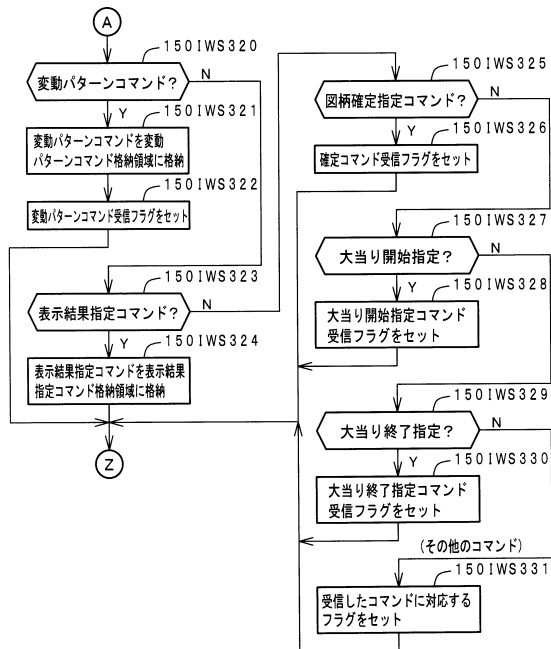 A
150IWS320
変動パターンコマンド?
N
Y
150IWS321
変動パターンコマンドを変動
パターンコマンド格納領域に格納
150IWS322
変動パターンコマンド受信フラグをセット
150IWS323
表示結果指定コマンド?
N
Y
150IWS324
表示結果指定コマンドを表示結果
指定コマンド格納領域に格納
Z
150IWS325
図柄確定指定コマンド?
N
Y
150IWS326
確定コマンド受信フラグをセット
150IWS327
大当り開始指定?
N
Y
150IWS328
大当り開始指定コマンド
受信フラグをセット
150IWS329
大当り終了指定?
N
Y
150IWS330
大当り終了指定コマンド
受信フラグをセット
(その他のコマンド)
150IWS331
受信したコマンドに対応する
フラグをセット